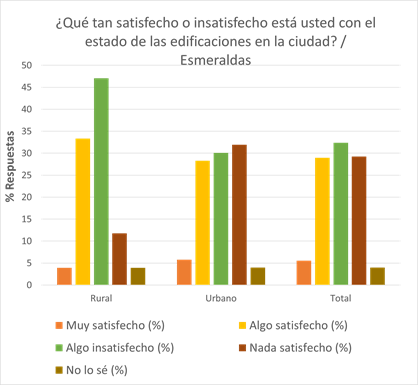 ¿Qué tan satisfecho o insatisfecho está usted con el
estado de las edificaciones en la ciudad? /
Esmeraldas
50
45
40
35
30
25
20
15
10
5
0
% Respuestas
Rural Urbano Total
Muy satisfecho (%) Algo satisfecho (%)
Algo insatisfecho (%) Nada satisfecho (%)
No lo sé (%)